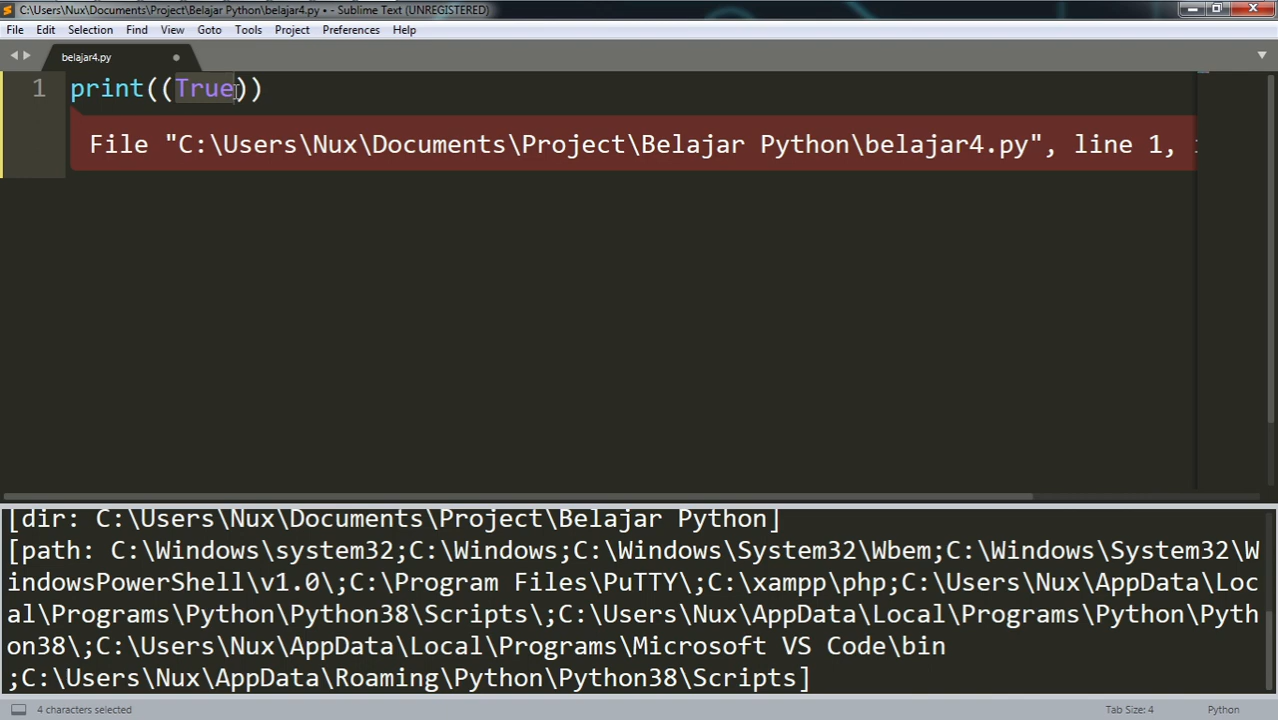 C:\Users\Nux\Documents\Project\Belajar Python\belajar4.py • - Sublime Text (UNREGISTERED)
File Edit Selection Find View Goto Tools Project Preferences Help
belajar4.py
1 print((True))
File "C:\Users\Nux\Documents\Project\Belajar Python\belajar4.py", line 1,
[dir: C:\Users\Nux\Documents\Project\Belajar Python]
[path: C:\Windows\system32;C:\Windows;C:\Windows\System32\Wbem;C:\Windows\System32\W
indowsPowerShell\v1.0\;C:\Program Files\PuTTY\;C:\xampp\php;C:\Users\Nux\AppData\Loc
al\Programs\Python\Python38\Scripts\;C:\Users\Nux\AppData\Local\Programs\Python\Pyth
on38\;C:\Users\Nux\AppData\Local\Programs\Microsoft VS Code\bin
;C:\Users\Nux\AppData\Roaming\Python\Python38\Scripts]
4 characters selected
Tab Size: 4
Python